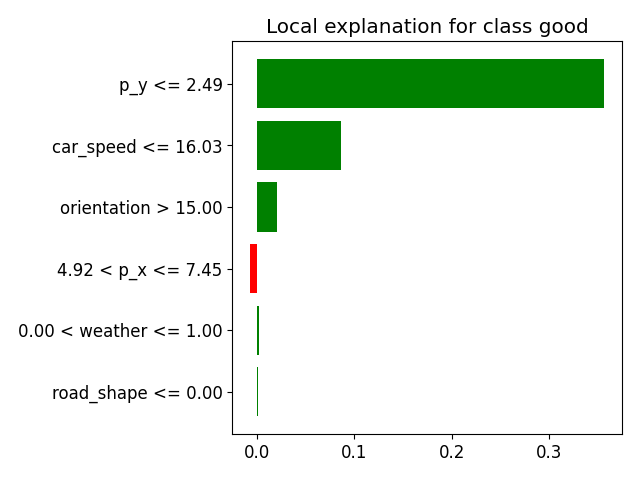 Local explanation for class good
p_y <= 2.49
car_speed <= 16.03
orientation > 15.00
4.92 < p_x <= 7.45
0.00 < weather <= 1.00
road_shape <= 0.00
0.0 0.1 0.2 0.3